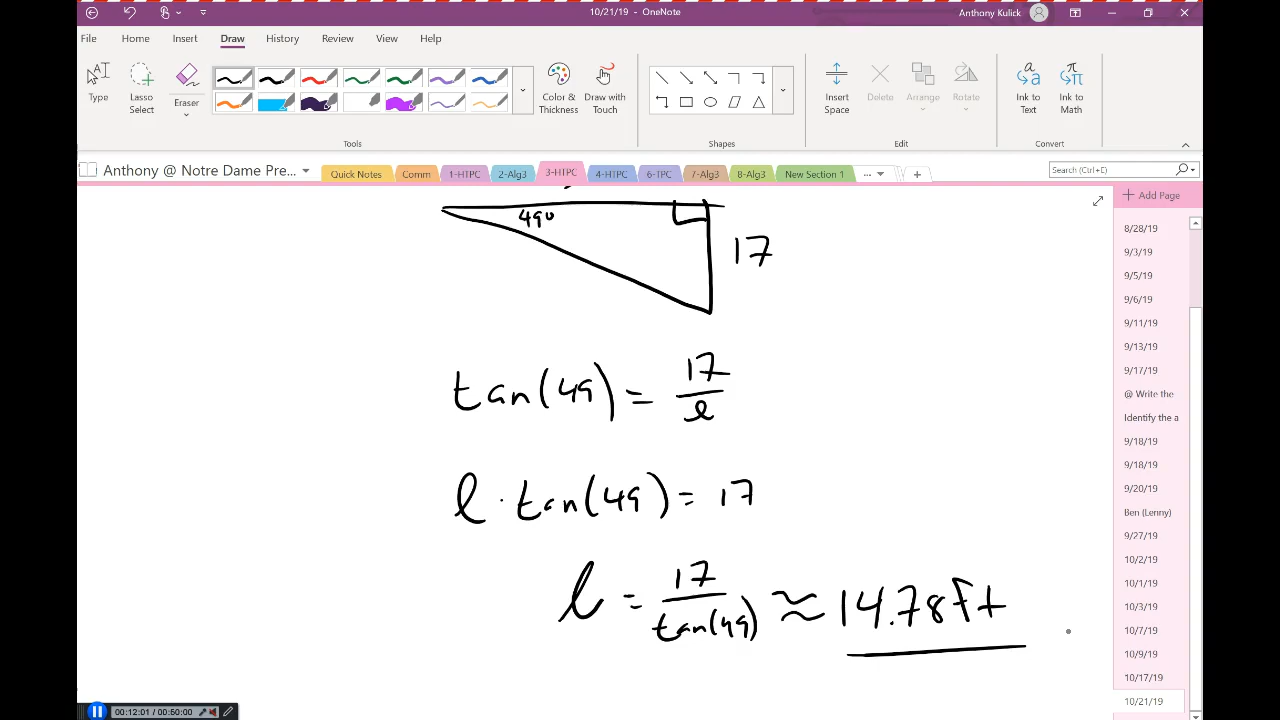 10/21/19 - OneNote
Anthony Kulick
File Home Insert Draw History Review View Help
Type
Lasso Select
Eraser
Color & Thickness
Draw with Touch
Insert Space
Delete
Arrange
Rotate
Ink to Text
Ink to Math
Tools
Shapes
Edit
Convert
Anthony @ Notre Dame Pre...
Quick Notes Comm 1-HTPC 2-Alg3 3-HTPC 4-HTPC 6-TPC 7-Alg3 8-Alg3 New Section 1 ... +
Search (Ctrl+E)
+ Add Page
8/28/19
9/3/19
9/5/19
9/6/19
9/11/19
9/13/19
9/17/19
@ Write the
Identify the a
9/18/19
9/18/19
9/20/19
Ben (Lenny)
9/27/19
10/2/19
10/1/19
10/3/19
10/7/19
10/9/19
10/17/19
10/21/19
49°
17
tan(49) = 17/l
l · tan(49) = 17
l = 17/tan(49) ≈ 14.78ft
00:12:01 / 00:50:00